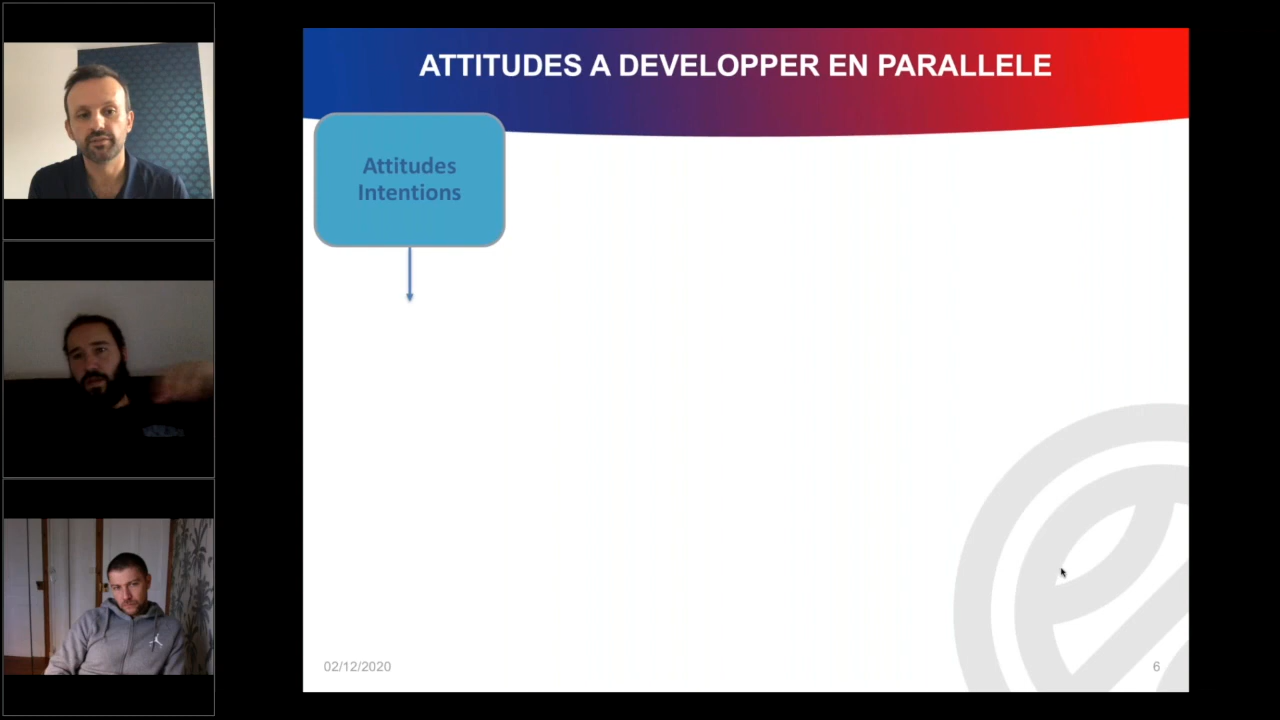 ATTITUDES A DEVELOPPER EN PARALLELE
Attitudes
Intentions
02/12/2020
6